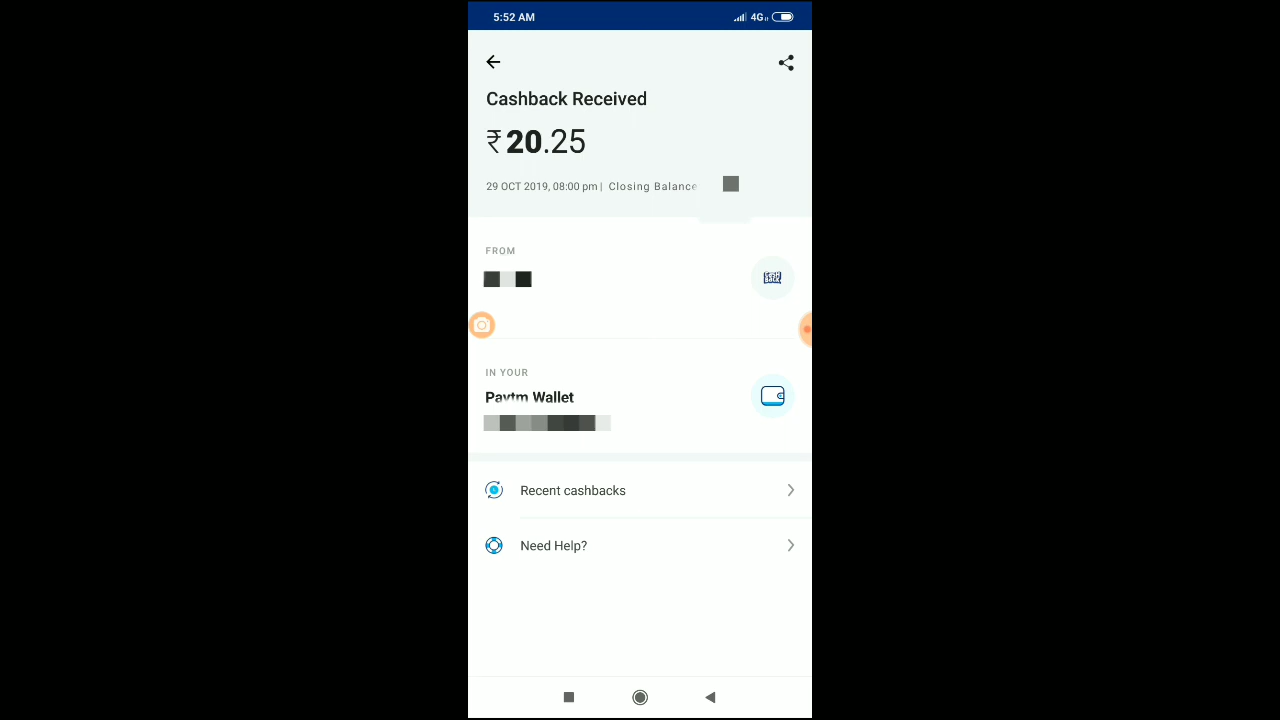 5:52 AM 4G
Cashback Received
₹20.25
29 OCT 2019, 08:00 pm | Closing Balance
FROM
IN YOUR
Paytm Wallet
Recent cashbacks
Need Help?